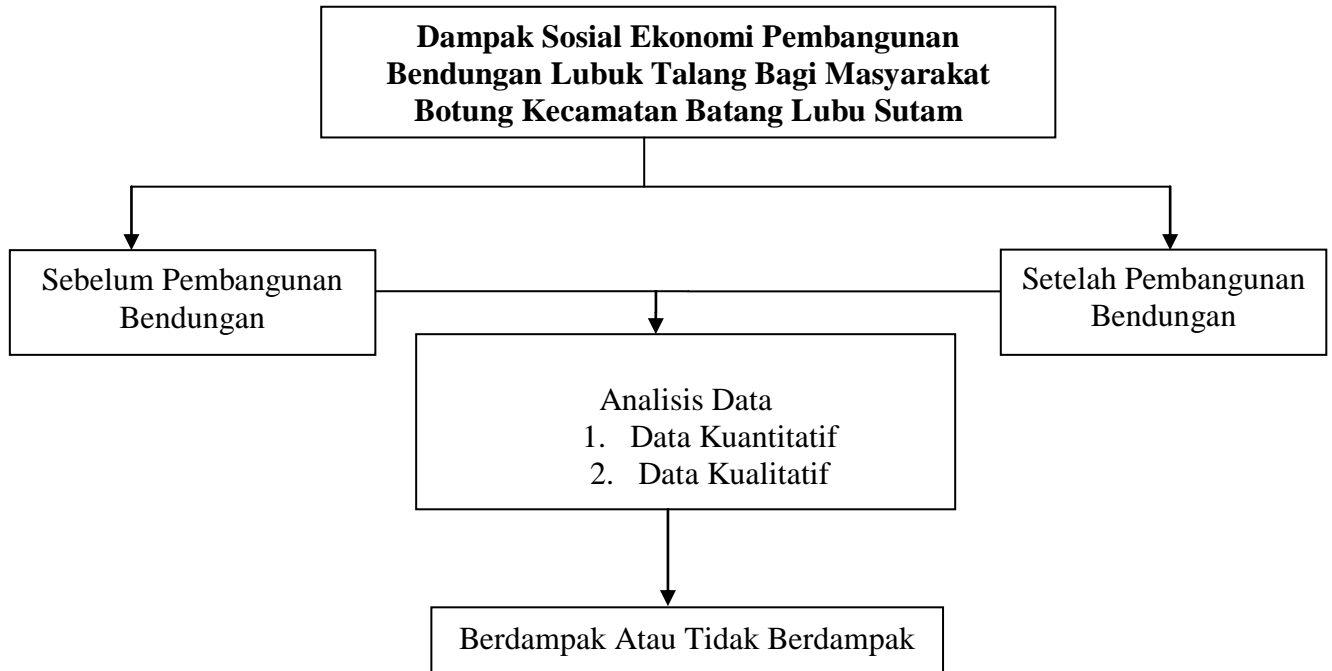 Dampak Sosial Ekonomi Pembangunan
Bendungan Lubuk Talang Bagi Masyarakat
Botung Kecamatan Batang Lubu Sutam
Sebelum Pembangunan
Bendungan
Setelah Pembangunan
Bendungan
Analisis Data
1. Data Kuantitatif
2. Data Kualitatif
Berdampak Atau Tidak Berdampak